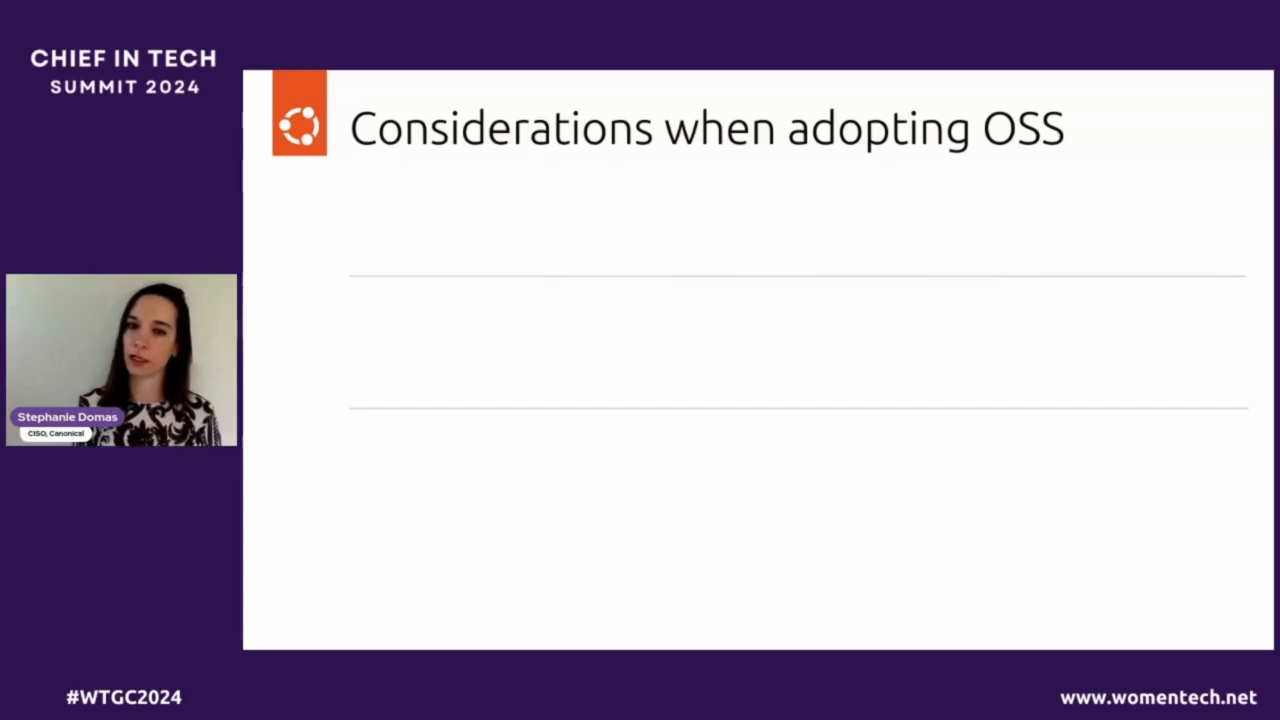 CHIEF IN TECH
SUMMIT 2024
Considerations when adopting OSS
Stephanie Domas
CISO, Canonical
#WTGC2024
www.womentech.net